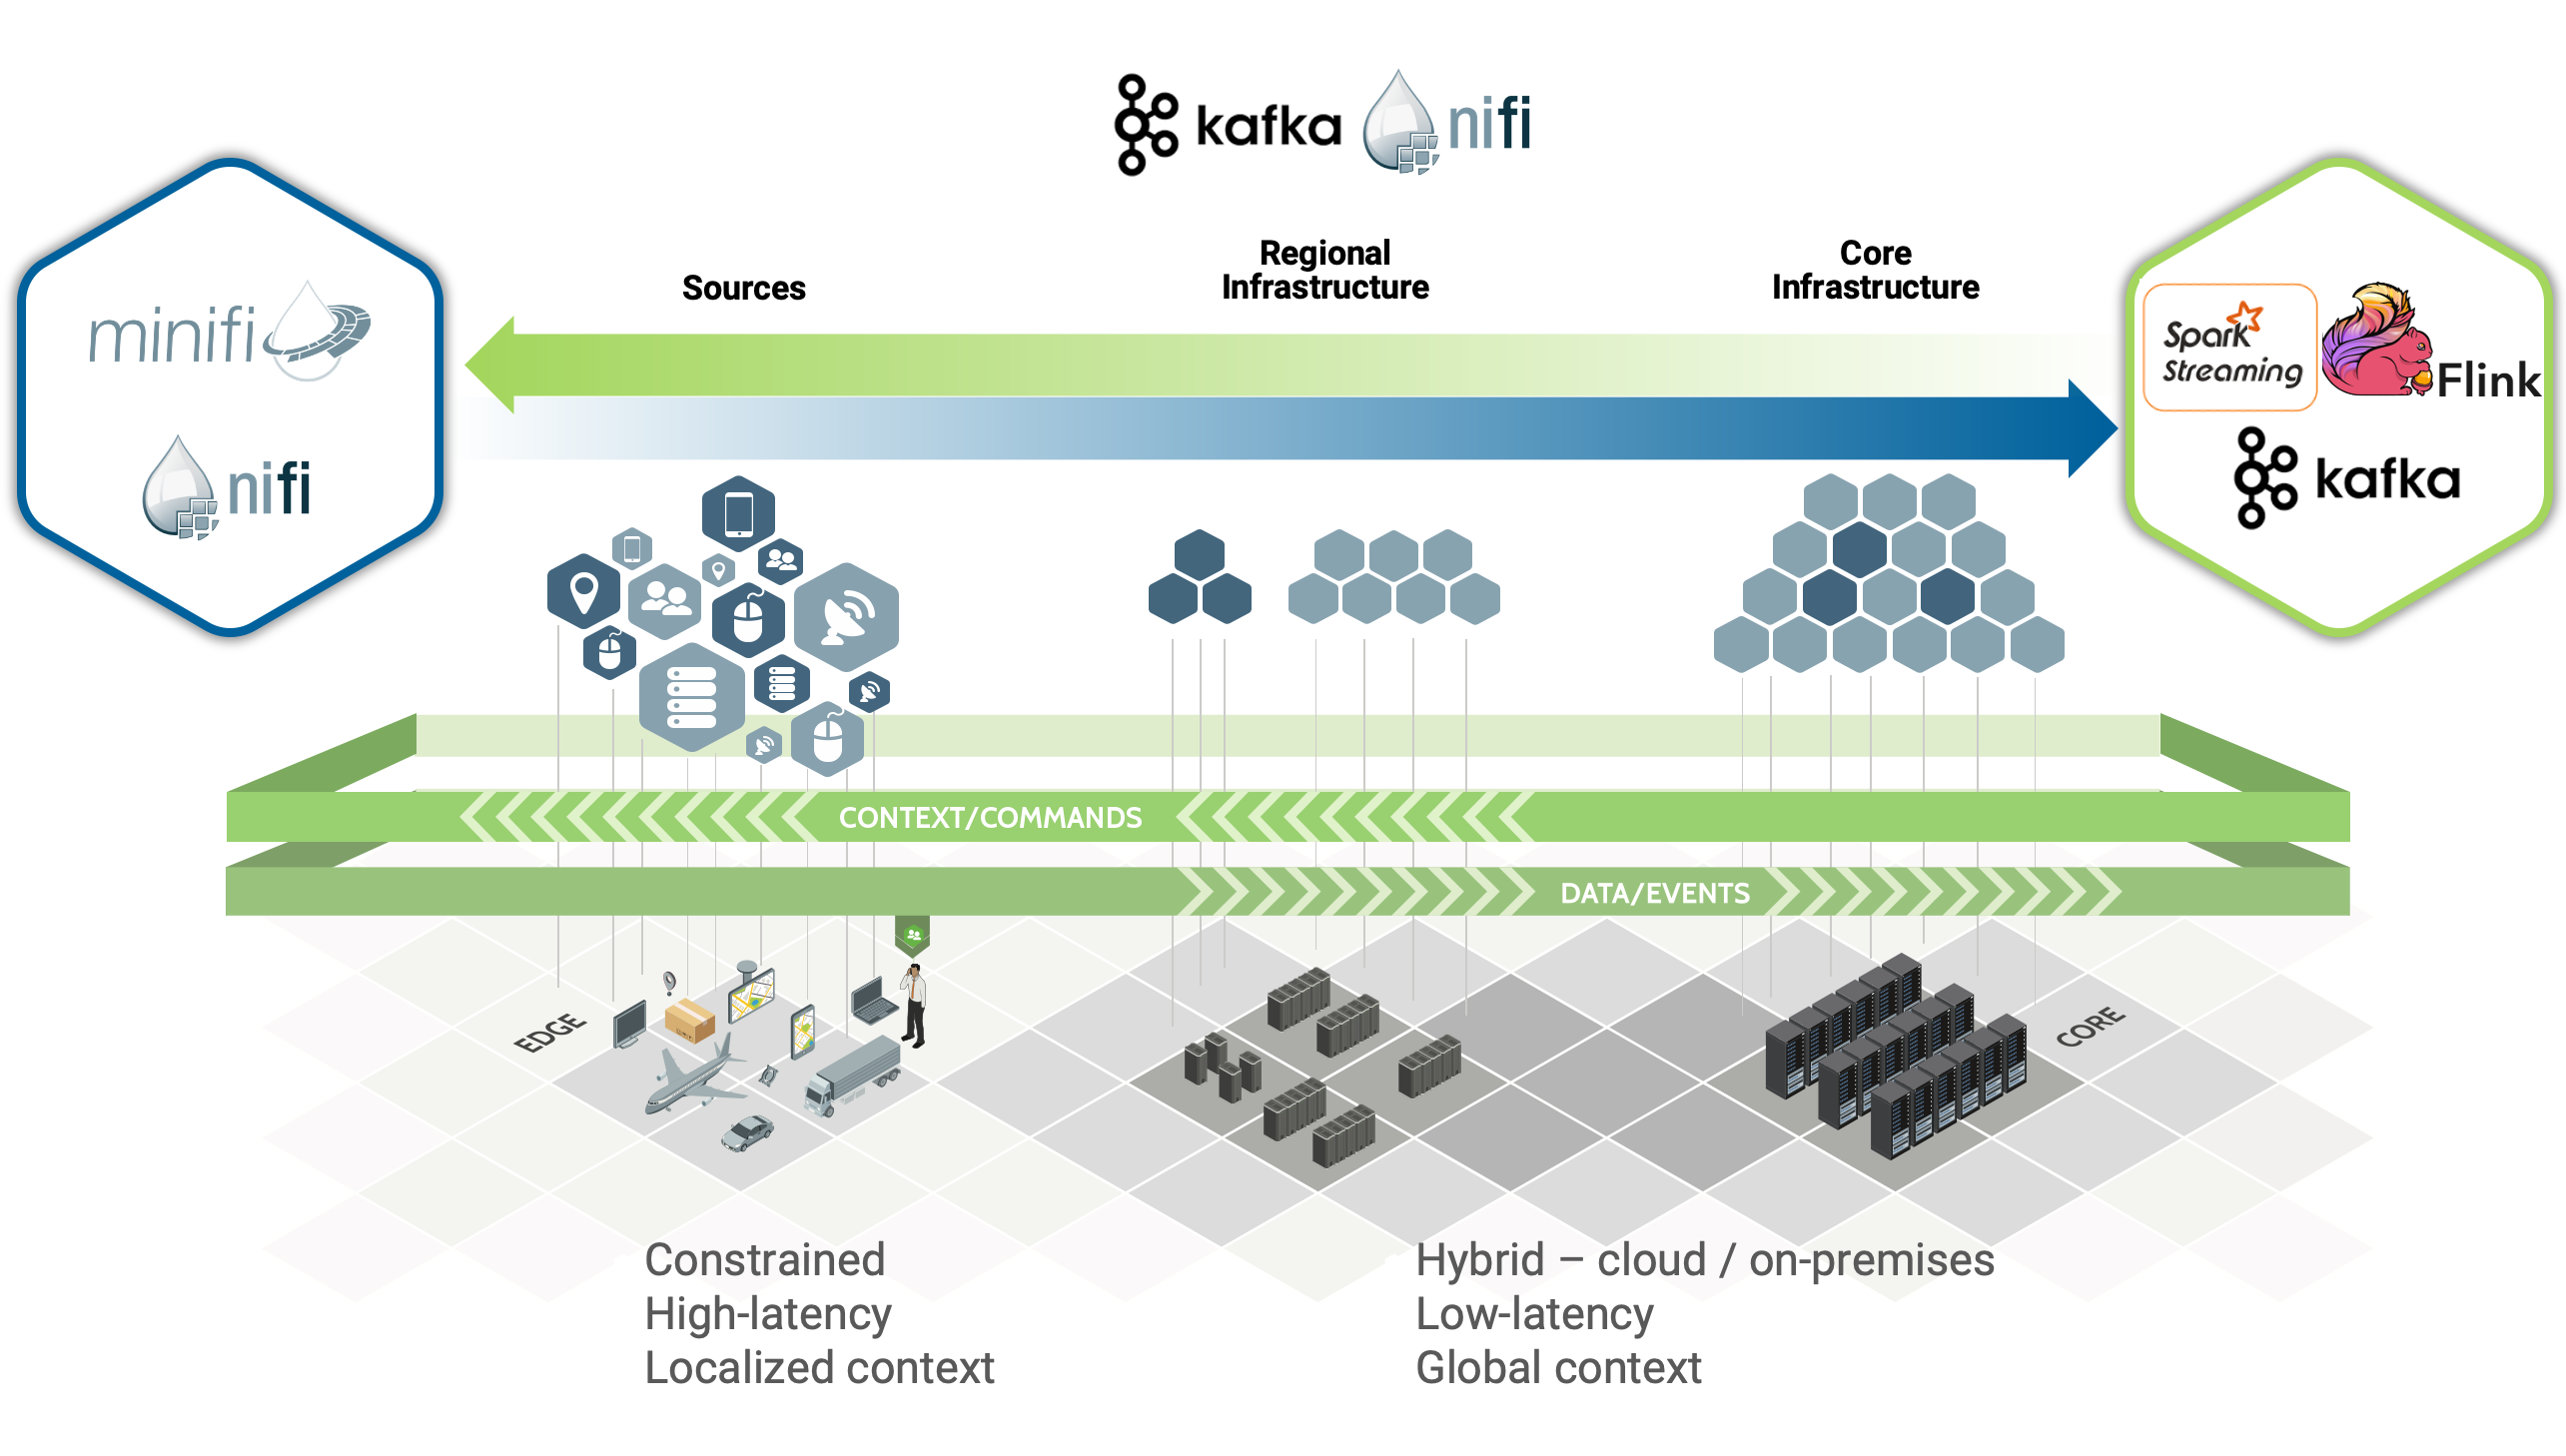 kafka nifi
Sources
Regional
Infrastructure
Core
Infrastructure
minifi
nifi
Spark
Streaming
Flink
kafka
CONTEXT/COMMANDS
DATA/EVENTS
EDGE
CORE
Constrained
High-latency
Localized context
Hybrid – cloud / on-premises
Low-latency
Global context